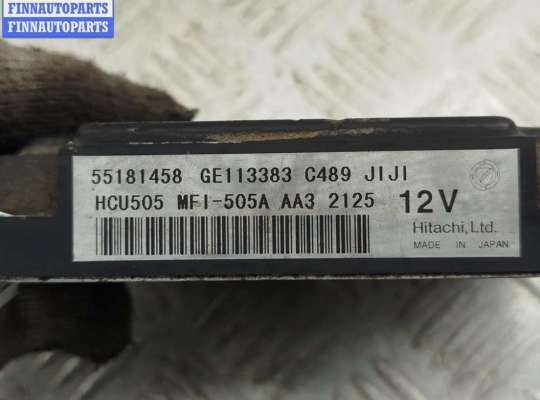 FINNAUTOPARTS
FINNAUTOPARTS
55181458 GE113383 C489 JIJI
HCU505 MFI-505A AA3 2125 12V
Hitachi, Ltd.
MADE IN JAPAN